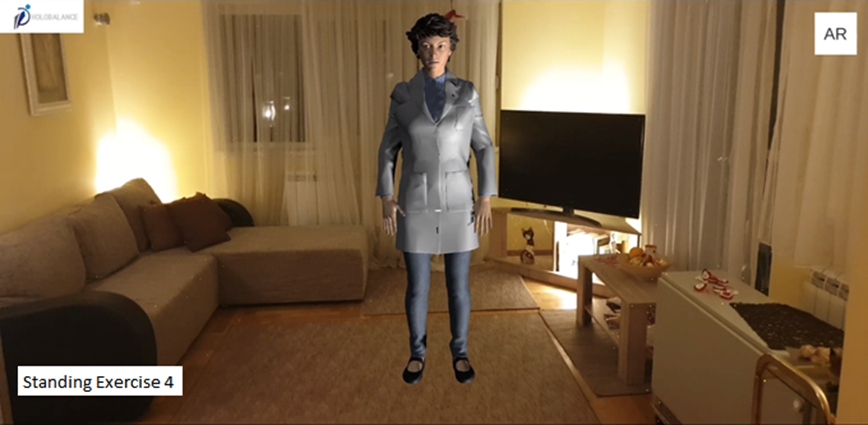 HOLOBALANCE
AR
Standing Exercise 4